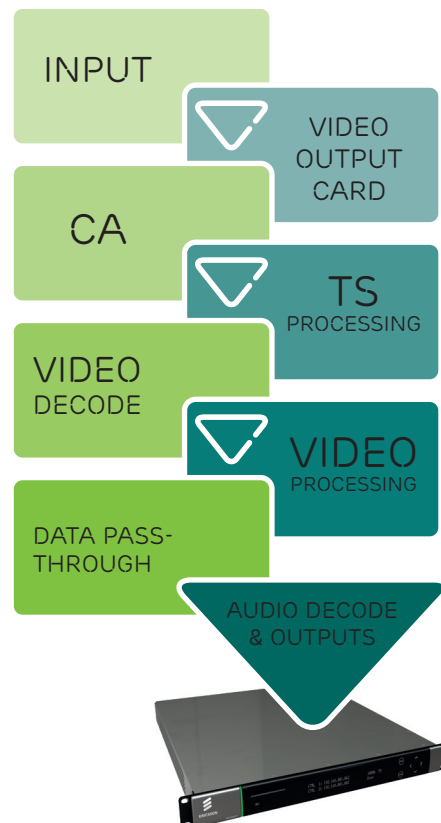 INPUT
VIDEO
OUTPUT
CARD
CA
TS
PROCESSING
VIDEO
DECODE
VIDEO
PROCESSING
DATA PASS-
THROUGH
AUDIO DECODE
& OUTPUTS
ERICSSON